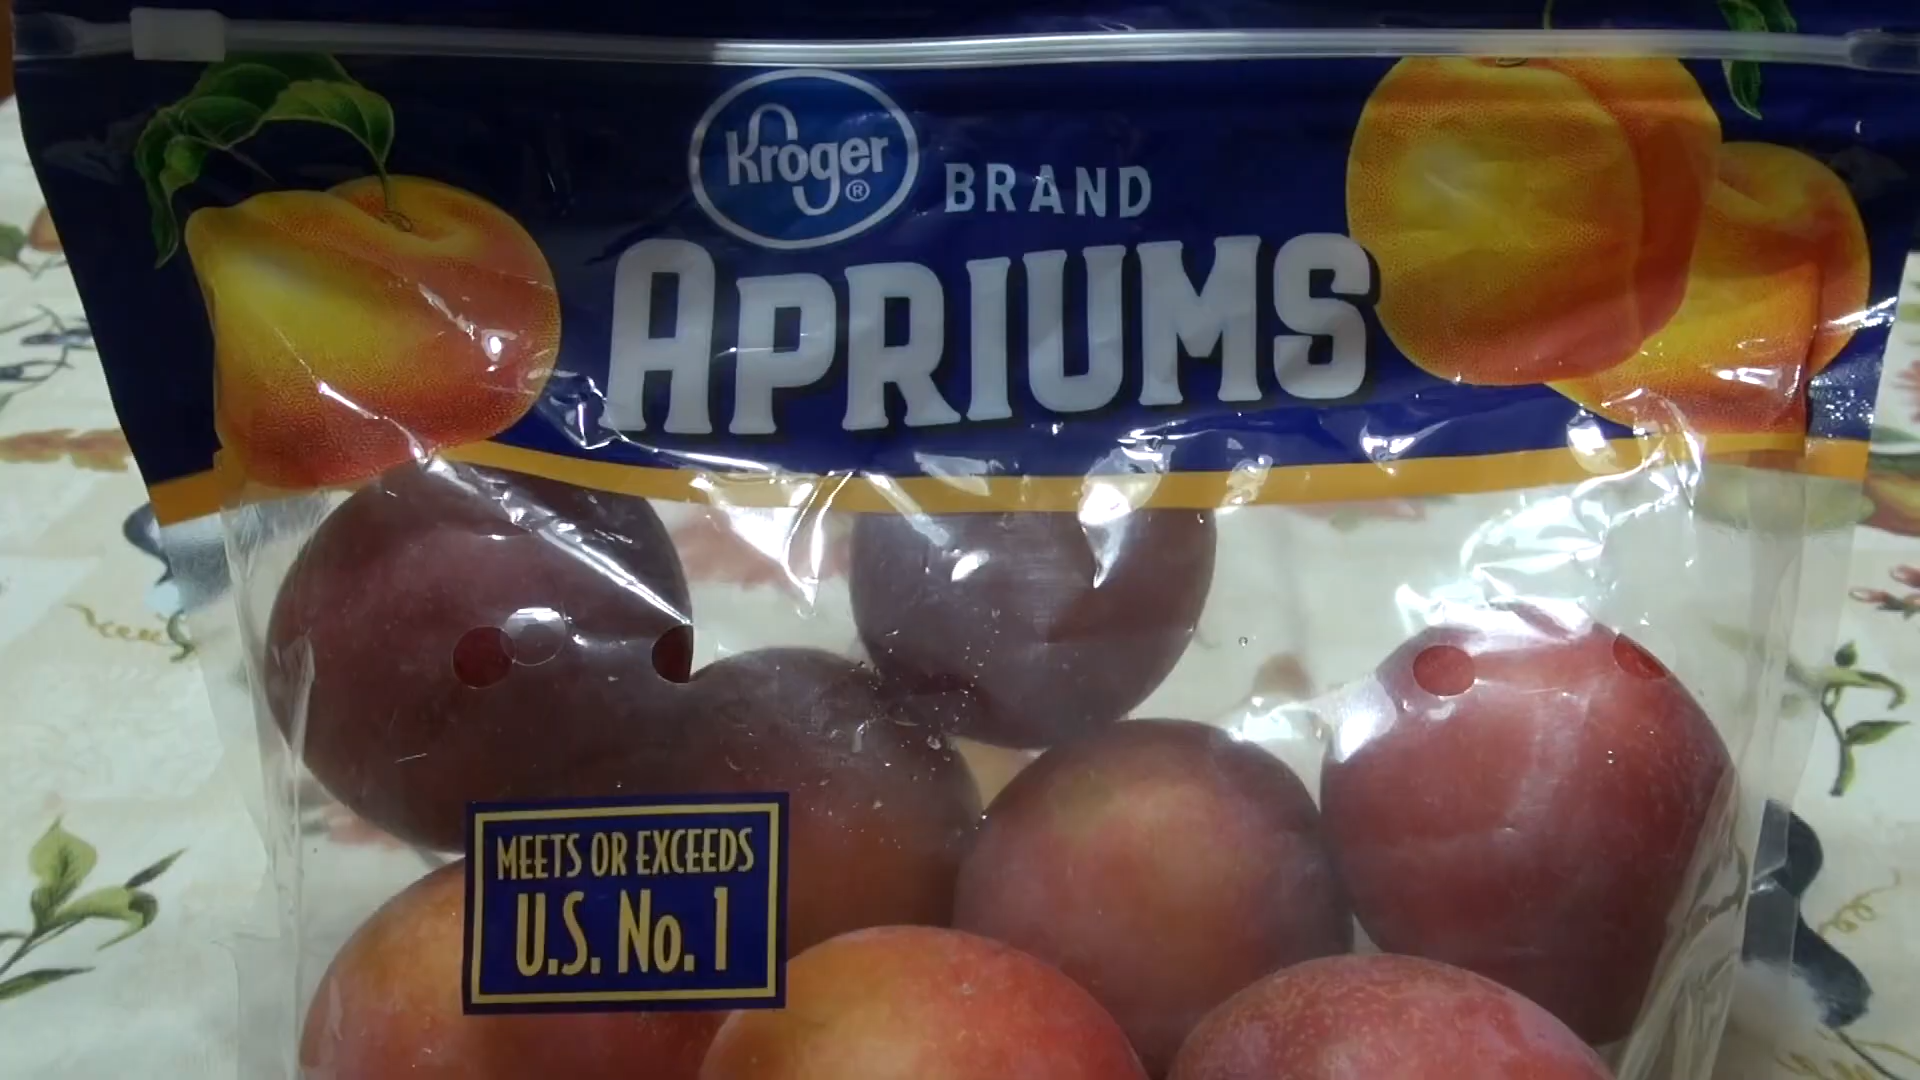 Kroger®
BRAND
APRIUMS
MEETS OR EXCEEDS
U.S. No. 1